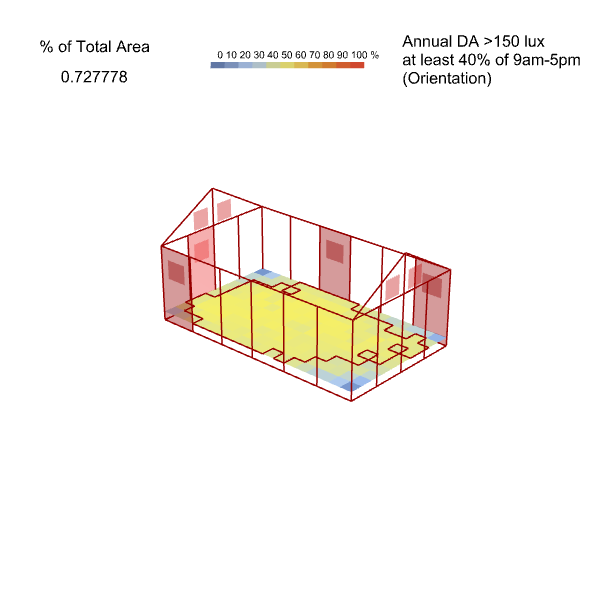 % of Total Area
0.727778
0 10 20 30 40 50 60 70 80 90 100 %
Annual DA >150 lux
at least 40% of 9am-5pm
(Orientation)